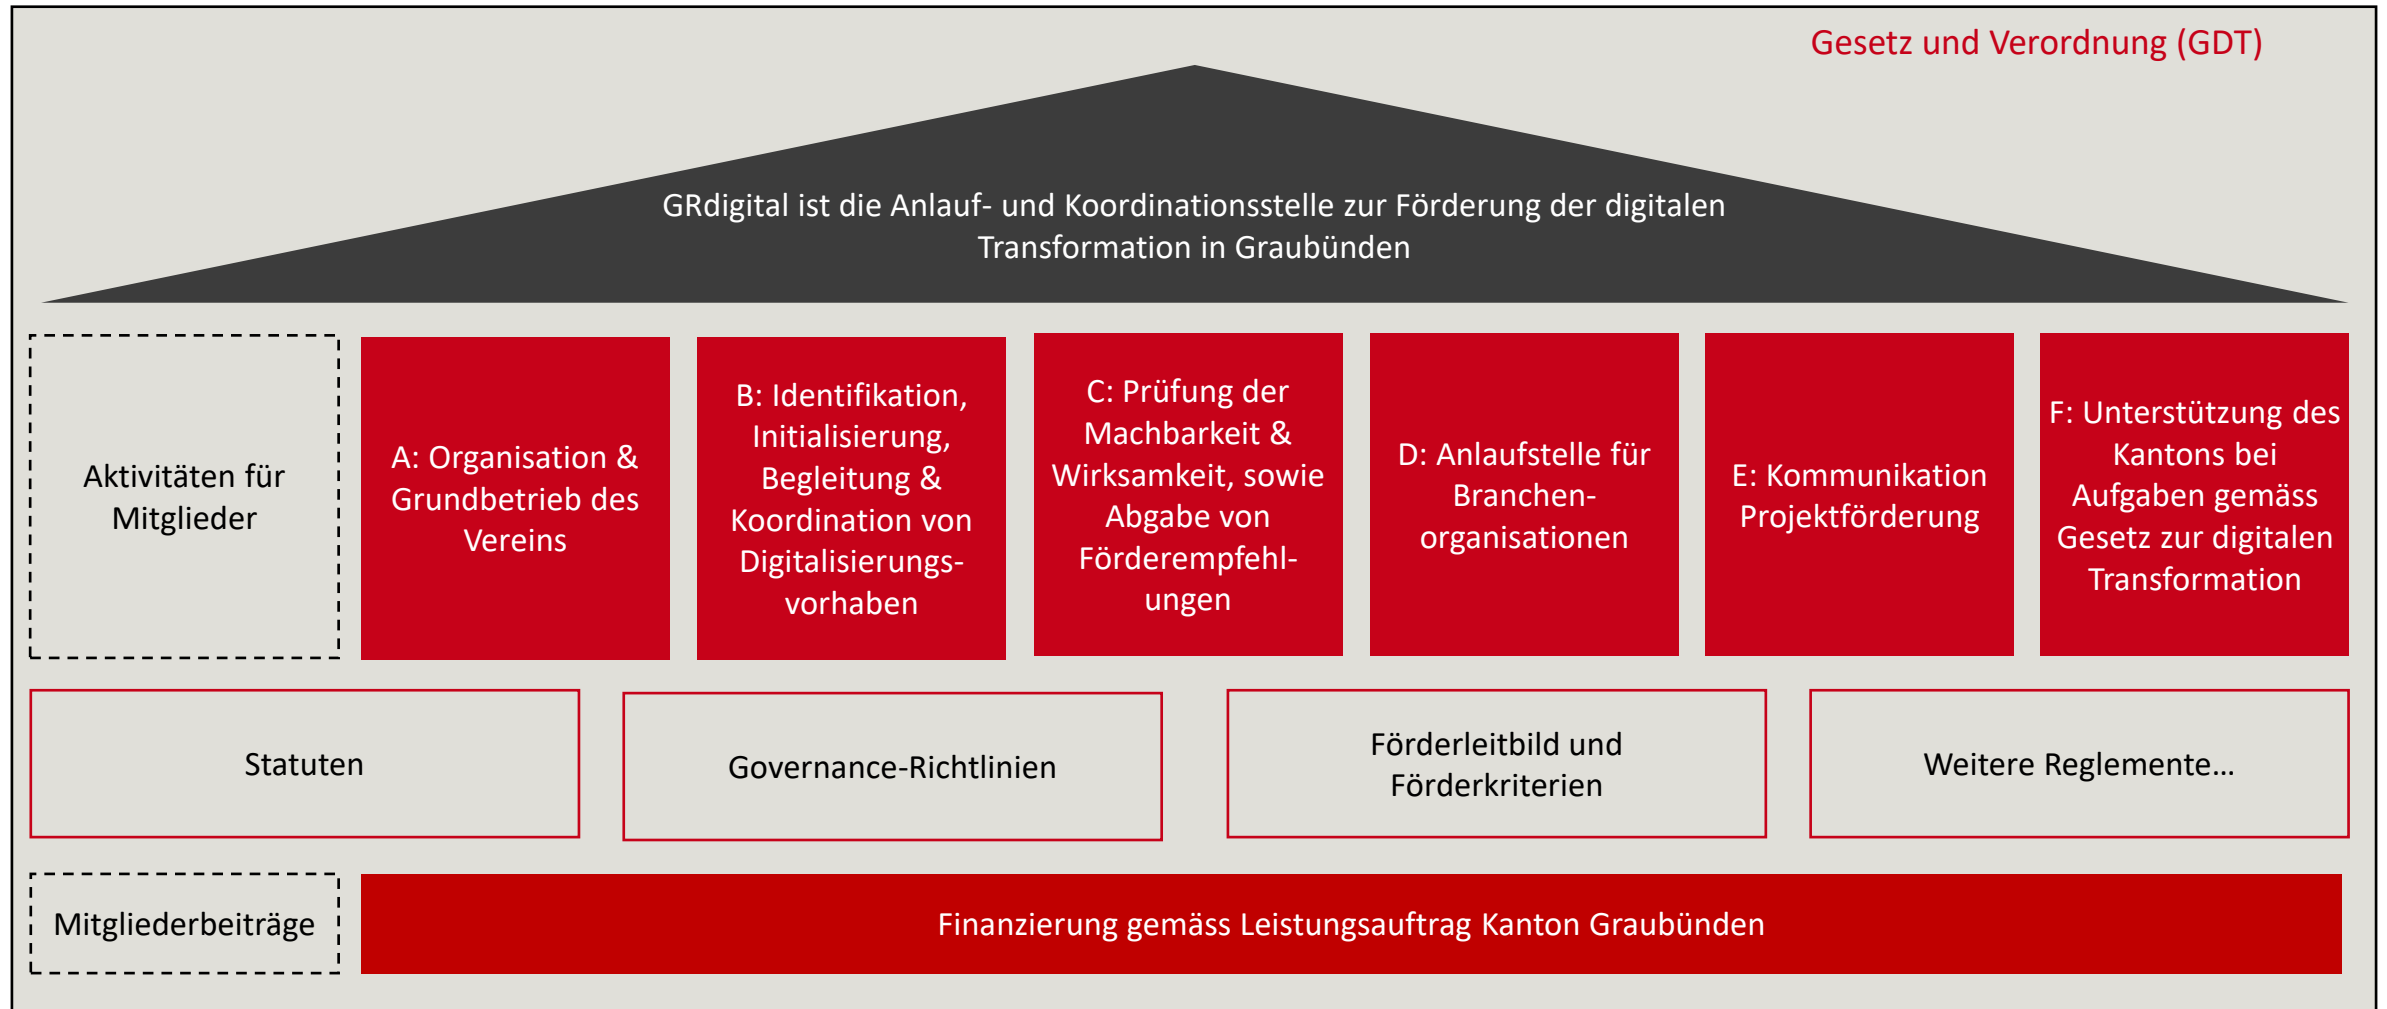 Gesetz und Verordnung (GDT)
GRdigital ist die Anlauf- und Koordinationsstelle zur Förderung der digitalen
Transformation in Graubünden
Aktivitäten für
Mitglieder
A: Organisation &
Grundbetrieb des
Vereins
B: Identifikation,
Initialisierung,
Begleitung &
Koordination von
Digitalisierungs-
vorhaben
C: Prüfung der
Machbarkeit &
Wirksamkeit, sowie
Abgabe von
Förderempfehl-
ungen
D: Anlaufstelle für
Branchen-
organisationen
E: Kommunikation
Projektförderung
F: Unterstützung des
Kantons bei
Aufgaben gemäss
Gesetz zur digitalen
Transformation
Statuten
Governance-Richtlinien
Förderleitbild und
Förderkriterien
Weitere Reglemente…
Mitgliederbeiträge
Finanzierung gemäss Leistungsauftrag Kanton Graubünden